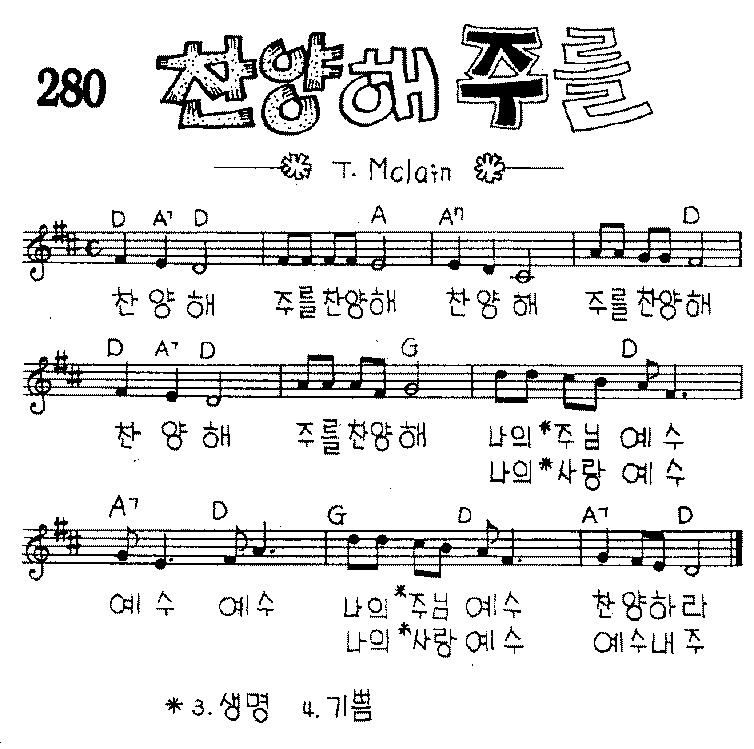 280 찬양해 주를
T. Mclain
D A7 D A A7 D
찬 양 해 주를찬양해 찬 양 해 주를찬양해
D A7 D G D
찬 양 해 주를찬양해 나의 *주님 예 수
나의 *사랑 예 수
A7 D G D A7 D
예 수 예 수 나의 *주님 예 수 찬양하라
나의 *사랑 예 수 예수내 주
* 3. 생명 4. 기쁨